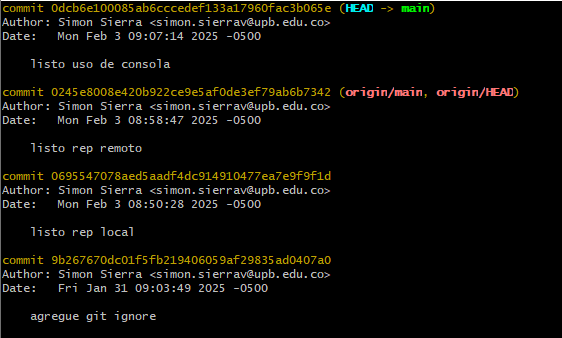 commit 0dcb6e100085ab6cccedef133a17960fac3b065e (HEAD -> main)
Author: Simon Sierra <simon.sierrav@upb.edu.co>
Date:   Mon Feb 3 09:07:14 2025 -0500
listo uso de consola
commit 0245e8008e420b922ce9e5af0de3ef79ab6b7342 (origin/main, origin/HEAD)
Author: Simon Sierra <simon.sierrav@upb.edu.co>
Date:   Mon Feb 3 08:58:47 2025 -0500
listo rep remoto
commit 0695547078aed5aadf4dc914910477ea7e9f9f1d
Author: Simon Sierra <simon.sierrav@upb.edu.co>
Date:   Mon Feb 3 08:50:28 2025 -0500
listo rep local
commit 9b267670dc01f5fb219406059af29835ad0407a0
Author: Simon Sierra <simon.sierrav@upb.edu.co>
Date:   Fri Jan 31 09:03:49 2025 -0500
agregue git ignore